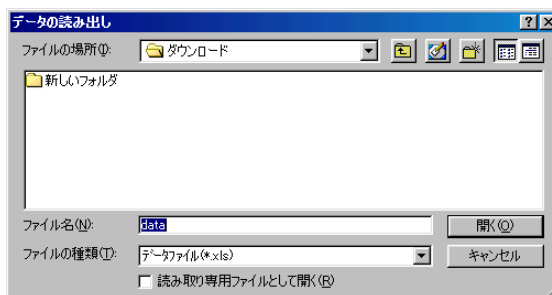 データの読み出し
ファイルの場所(I):
ダウンロード
新しいフォルダ
ファイル名(N):
data
開く(O)
ファイルの種類(T):
データファイル(*.xls)
キャンセル
読み取り専用ファイルとして開く(R)